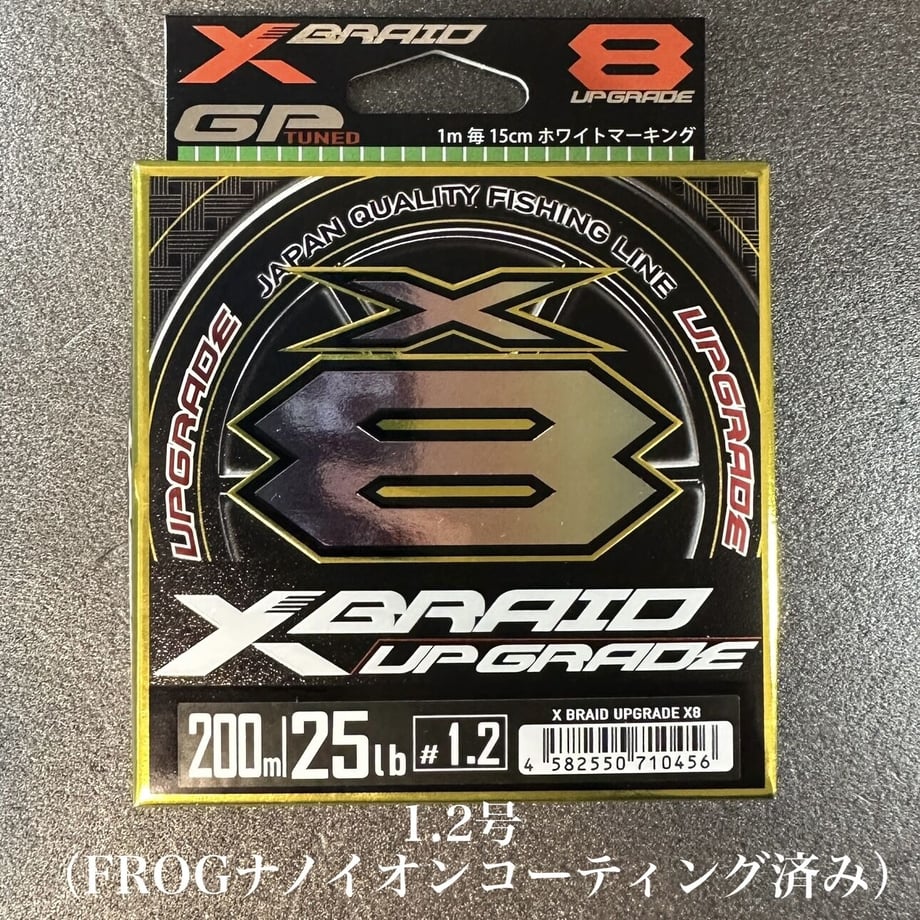 X BRAID
8
UPGRADE
GP
TUNED
1m 毎 15cm ホワイトマーキング
JAPAN QUALITY FISHING LINE
UPGRADE
UPGRADE
X
8
X BRAID
UPGRADE
200m 25lb #1.2
X BRAID UPGRADE X8
4 582550 710456
1.2号
(FROGナノイオンコーティング済み)